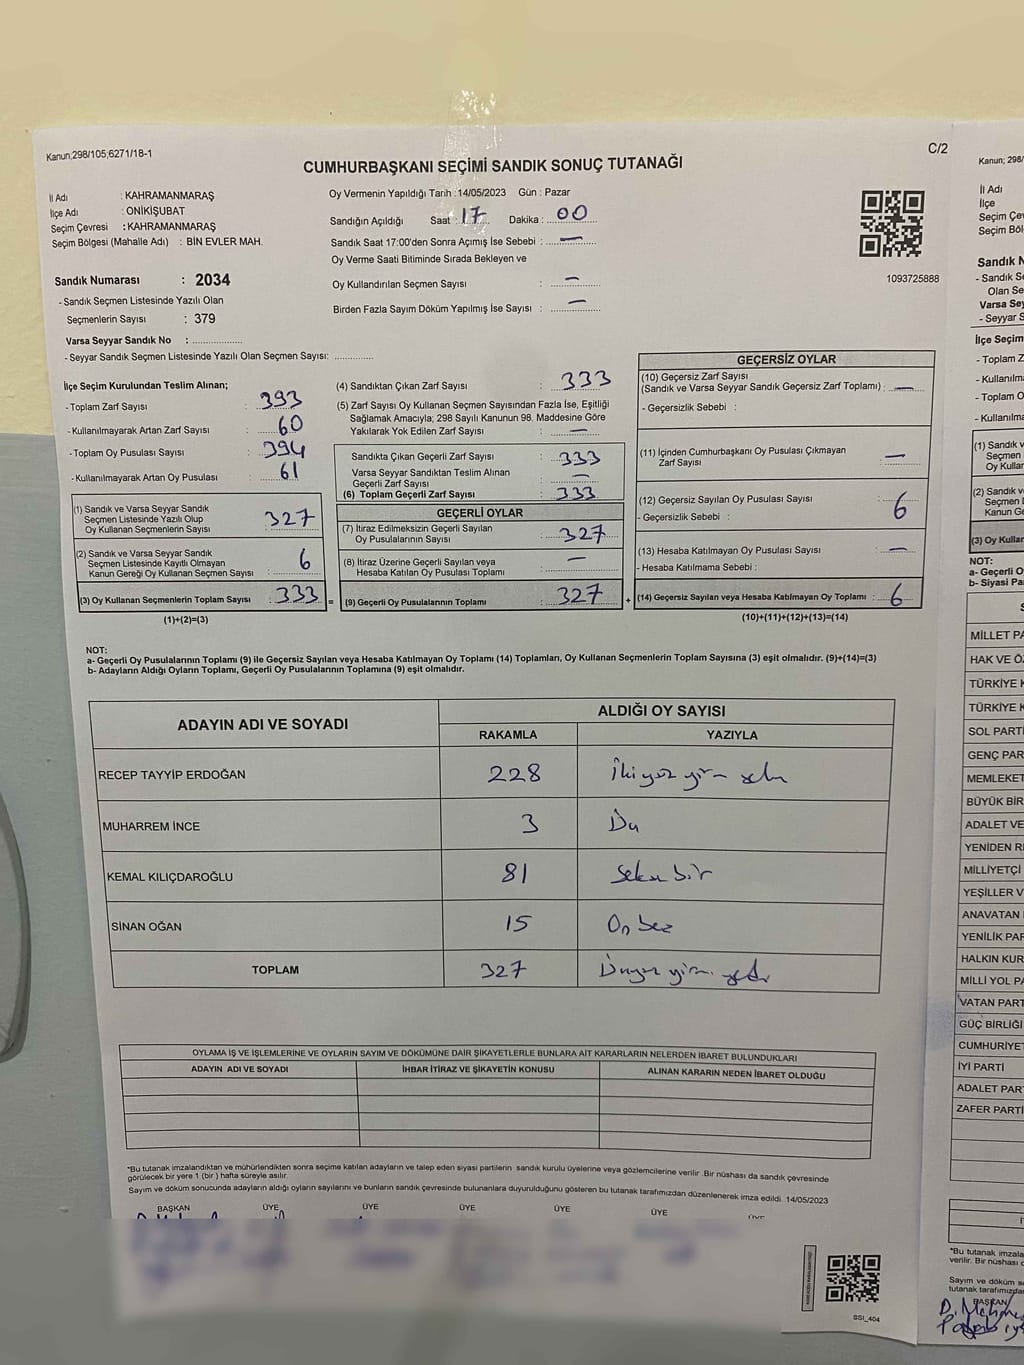 Kanun;298/105;6271/18-1
C/2
CUMHURBAŞKANI SEÇİMİ SANDIK SONUÇ TUTANAĞI
İl Adı : KAHRAMANMARAŞ
İlçe Adı : ONİKİŞUBAT
Seçim Çevresi : KAHRAMANMARAŞ
Seçim Bölgesi (Mahalle Adı) : BİN EVLER MAH.
Oy Vermenin Yapıldığı Tarih :14/05/2023 Gün : Pazar
Sandığın Açıldığı Saat : 17 Dakika : 00
Sandık Saat 17:00'den Sonra Açımış İse Sebebi : —
Oy Verme Saati Bitiminde Sırada Bekleyen ve
Oy Kullandırılan Seçmen Sayısı : —
Birden Fazla Sayım Döküm Yapılmış İse Sayısı : —
1093725888
Sandık Numarası : 2034
- Sandık Seçmen Listesinde Yazılı Olan
Seçmenlerin Sayısı : 379
Varsa Seyyar Sandık No : ..................
- Seyyar Sandık Seçmen Listesinde Yazılı Olan Seçmen Sayısı: ..............
İlçe Seçim Kurulundan Teslim Alınan;
- Toplam Zarf Sayısı : 393
- Kullanılmayarak Artan Zarf Sayısı : 60
- Toplam Oy Pusulası Sayısı : 394
- Kullanılmayarak Artan Oy Pusulası : 61
(1) Sandık ve Varsa Seyyar Sandık
Seçmen Listesinde Yazılı Olup
Oy Kullanan Seçmenlerin Sayısı : 327
(2) Sandık ve Varsa Seyyar Sandık
Seçmen Listesinde Kayıtlı Olmayan
Kanun Gereği Oy Kullanan Seçmen Sayısı : 6
(3) Oy Kullanan Seçmenlerin Toplam Sayısı : 333 =
(1)+(2)=(3)
(4) Sandıktan Çıkan Zarf Sayısı : 333
(5) Zarf Sayısı Oy Kullanan Seçmen Sayısından Fazla İse, Eşitliği
Sağlamak Amacıyla; 298 Sayılı Kanunun 98. Maddesine Göre
Yakılarak Yok Edilen Zarf Sayısı : —
Sandıkta Çıkan Geçerli Zarf Sayısı : 333
Varsa Seyyar Sandıktan Teslim Alınan
Geçerli Zarf Sayısı : —
(6) Toplam Geçerli Zarf Sayısı : 333
GEÇERLİ OYLAR
(7) İtiraz Edilmeksizin Geçerli Sayılan
Oy Pusulalarının Sayısı : 327
(8) İtiraz Üzerine Geçerli Sayılan veya
Hesaba Katılan Oy Pusulası Toplamı : —
(9) Geçerli Oy Pusulalarının Toplamı : 327 +
GEÇERSİZ OYLAR
(10) Geçersiz Zarf Sayısı
(Sandık ve Varsa Seyyar Sandık Geçersiz Zarf Toplamı) : —
- Geçersizlik Sebebi :
(11) İçinden Cumhurbaşkanı Oy Pusulası Çıkmayan
Zarf Sayısı : —
(12) Geçersiz Sayılan Oy Pusulası Sayısı : 6
- Geçersizlik Sebebi :
(13) Hesaba Katılmayan Oy Pusulası Sayısı : —
- Hesaba Katılmama Sebebi :
(14) Geçersiz Sayılan veya Hesaba Katılmayan Oy Toplamı : 6
(10)+(11)+(12)+(13)=(14)
NOT:
a- Geçerli Oy Pusulalarının Toplamı (9) ile Geçersiz Sayılan veya Hesaba Katılmayan Oy Toplamı (14) Toplamları, Oy Kullanan Seçmenlerin Toplam Sayısına (3) eşit olmalıdır. (9)+(14)=(3)
b- Adayların Aldığı Oyların Toplamı, Geçerli Oy Pusulalarının Toplamına (9) eşit olmalıdır.
ADAYIN ADI VE SOYADI
ALDIĞI OY SAYISI
RAKAMLA YAZIYLA
RECEP TAYYİP ERDOĞAN 228 İkiyüz yirmi sekiz
MUHARREM İNCE 3 Üç
KEMAL KILIÇDAROĞLU 81 Seksen bir
SİNAN OĞAN 15 On beş
TOPLAM 327 Üçyüz yirmi yedi
OYLAMA İŞ VE İŞLEMLERİNE VE OYLARIN SAYIM VE DÖKÜMÜNE DAİR ŞİKAYETLERLE BUNLARA AİT KARARLARIN NELERDEN İBARET BULUNDUKLARI
ADAYIN ADI VE SOYADI İHBAR İTİRAZ VE ŞİKAYETİN KONUSU ALINAN KARARIN NEDEN İBARET OLDUĞU
*Bu tutanak imzalandıktan ve mühürlendikten sonra seçime katılan adayların ve talep eden siyasi partilerin sandık kurulu üyelerine veya gözlemcilerine verilir .Bir nüshası da sandık çevresinde
görülecek bir yere 1 (bir ) hafta süreyle asılır.
Sayım ve döküm sonucunda adayların aldığı oyların sayılarını ve bunların sandık çevresinde bulunanlara duyurulduğunu gösteren bu tutanak tarafımızdan düzenlenerek imza edildi. 14/05/2023
BAŞKAN ÜYE ÜYE ÜYE ÜYE ÜYE ÜYE
SSI_404
Kanun; 298/
İl Adı
İlçe
Seçim Çev
Seçim Böl
Sandık N
- Sandık Se
Olan Se
Varsa Sey
- Seyyar S
İlçe Seçim
- Toplam Z
- Kullanılm
- Toplam O
- Kullanılm
(1) Sandık v
Seçmen
Oy Kullan
(2) Sandık v
Seçmen L
Kanun Ge
(3) Oy Kullan
NOT:
a- Geçerli O
b- Siyasi Pa
MİLLET PA
HAK VE Ö
TÜRKİYE K
TÜRKİYE K
SOL PARTİ
GENÇ PAR
MEMLEKET
BÜYÜK BİR
ADALET VE
YENİDEN RE
MİLLİYETÇİ
YEŞİLLER V
ANAVATAN
YENİLİK PAR
HALKIN KUR
MİLLİ YOL PA
VATAN PART
GÜÇ BİRLİĞİ
CUMHURİYET
İYİ PARTİ
ADALET PAR
ZAFER PARTİ
*Bu tutanak imzala
verilir. Bir nüshası d
Sayım ve döküm s
tutanak tarafımızda
BAŞKAN